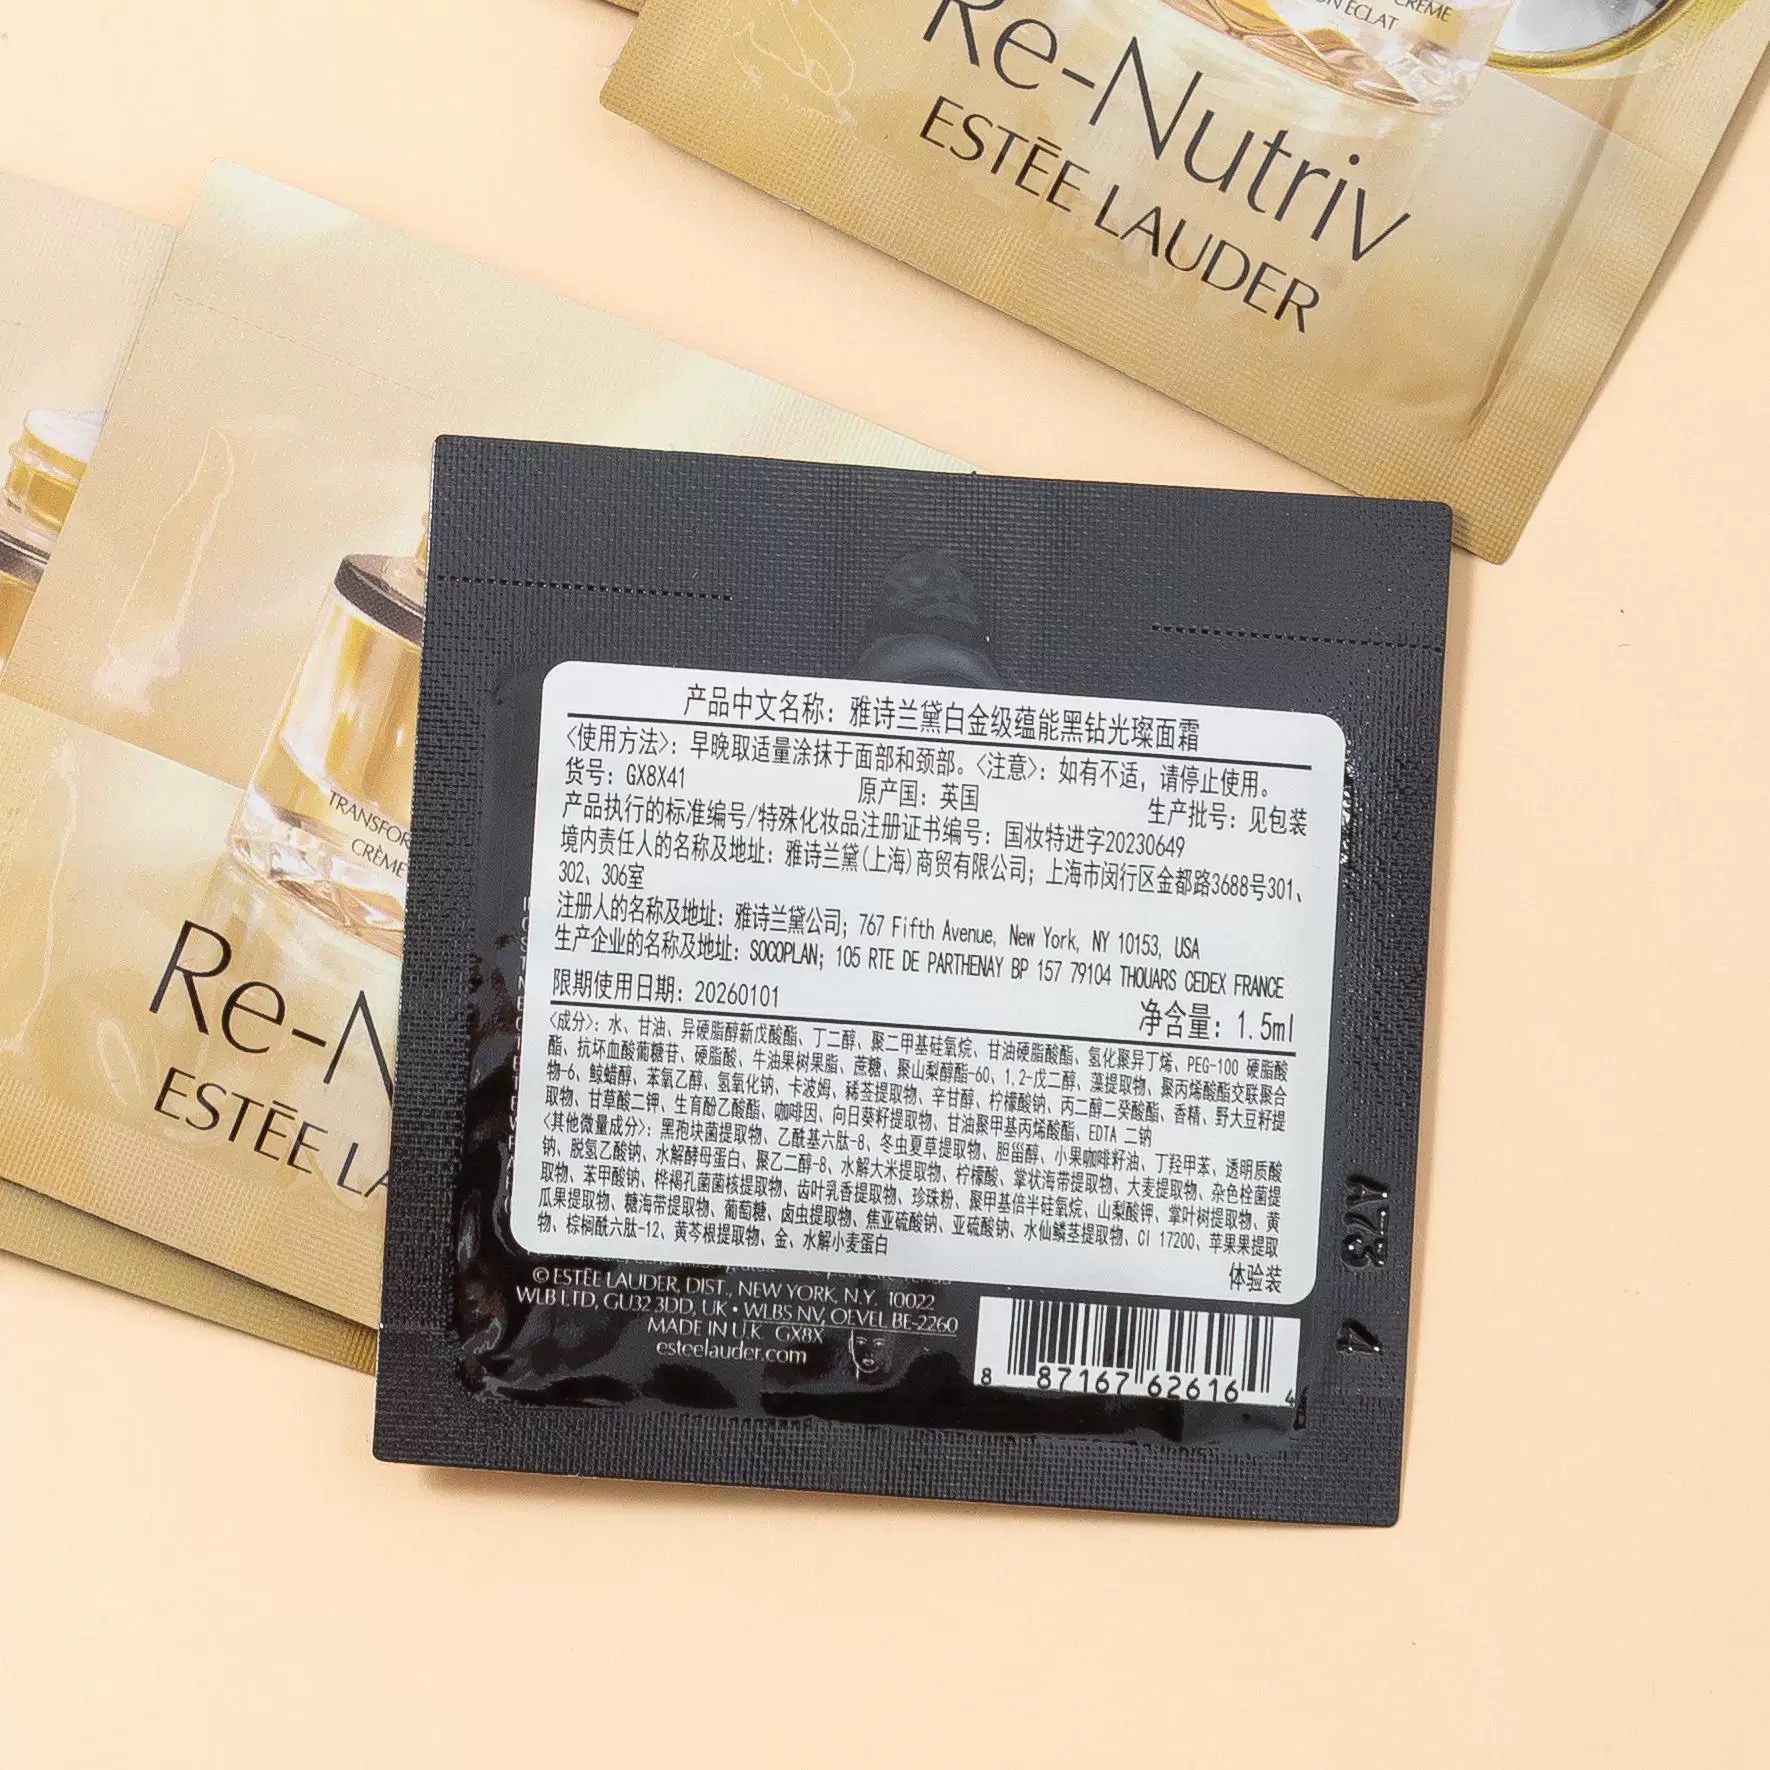 CRÈME
ON ÉCLAT
Re-Nutriv
ESTĒE LAUDER
TRANSFOR
CRÈME
Re-N
ESTĒE LA
产品中文名称：雅诗兰黛白金级蕴能黑钻光璨面霜
〈使用方法〉：早晚取适量涂抹于面部和颈部。〈注意〉：如有不适，请停止使用。
货号：GX8X41 原产国：英国 生产批号：见包装
产品执行的标准编号/特殊化妆品注册证书编号：国妆特进字20230649
境内责任人的名称及地址：雅诗兰黛(上海)商贸有限公司；上海市闵行区金都路3688号301、
302、306室
注册人的名称及地址：雅诗兰黛公司；767 Fifth Avenue, New York, NY 10153, USA
生产企业的名称及地址：SOCOPLAN；105 RTE DE PARTHENAY BP 157 79104 THOUARS CEDEX FRANCE
限期使用日期：20260101 净含量：1.5ml
〈成分〉：水、甘油、异硬脂醇新戊酸酯、丁二醇、聚二甲基硅氧烷、甘油硬脂酸酯、氢化聚异丁烯、PEG-100 硬脂酸
酯、抗坏血酸葡糖苷、硬脂酸、牛油果树果脂、蔗糖、聚山梨醇酯-60、1,2-戊二醇、藻提取物、聚丙烯酸酯交联聚合
物-6、鲸蜡醇、苯氧乙醇、氢氧化钠、卡波姆、稀莶提取物、辛甘醇、柠檬酸钠、丙二醇二癸酸酯、香精、野大豆籽提
取物、甘草酸二钾、生育酚乙酸酯、咖啡因、向日葵籽提取物、甘油聚甲基丙烯酸酯、EDTA 二钠
〈其他微量成分〉：黑孢块菌提取物、乙酰基六肽-8、冬虫夏草提取物、胆甾醇、小果咖啡籽油、丁羟甲苯、透明质酸
钠、脱氢乙酸钠、水解酵母蛋白、聚乙二醇-8、水解大米提取物、柠檬酸、掌状海带提取物、大麦提取物、杂色栓菌提
取物、苯甲酸钠、桦褐孔菌菌核提取物、齿叶乳香提取物、珍珠粉、聚甲基倍半硅氧烷、山梨酸钾、掌叶树提取物、黄
瓜果提取物、糖海带提取物、葡萄糖、卤虫提取物、焦亚硫酸钠、亚硫酸钠、水仙鳞茎提取物、CI 17200、苹果果提取
物、棕榈酰六肽-12、黄芩根提取物、金、水解小麦蛋白
体验装
© ESTĒE LAUDER, DIST., NEW YORK, N.Y. 10022
WLB LTD, GU32 3DD, UK • WLBS NV, OEVEL BE-2260
MADE IN U.K. GX8X
esteelauder.com
8 87167 62616 4
A73 4